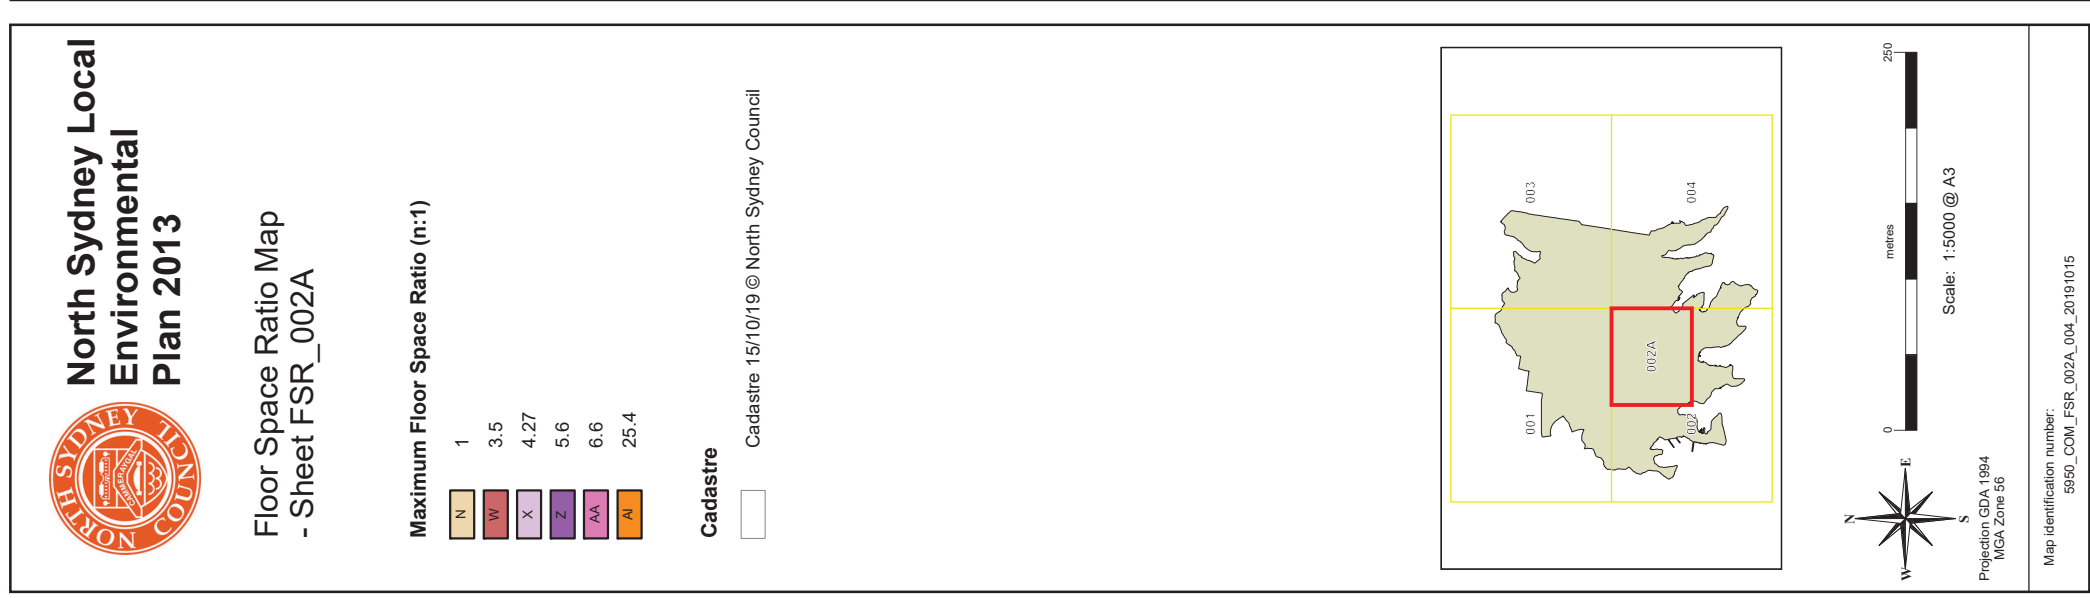 NORTH SYDNEY COUNCIL
CAMMERAYGAL
North Sydney Local
Environmental
Plan 2013
Floor Space Ratio Map
- Sheet FSR_002A
Maximum Floor Space Ratio (n:1)
N 1
W 3.5
X 4.27
Z 5.6
AA 6.6
AI 25.4
Cadastre
Cadastre 15/10/19 © North Sydney Council
001
003
002A
002
004
N
W
E
S
0
metres
250
Scale: 1:5000 @ A3
Projection GDA 1994
MGA Zone 56
Map identification number:
5950_COM_FSR_002A_004_20191015